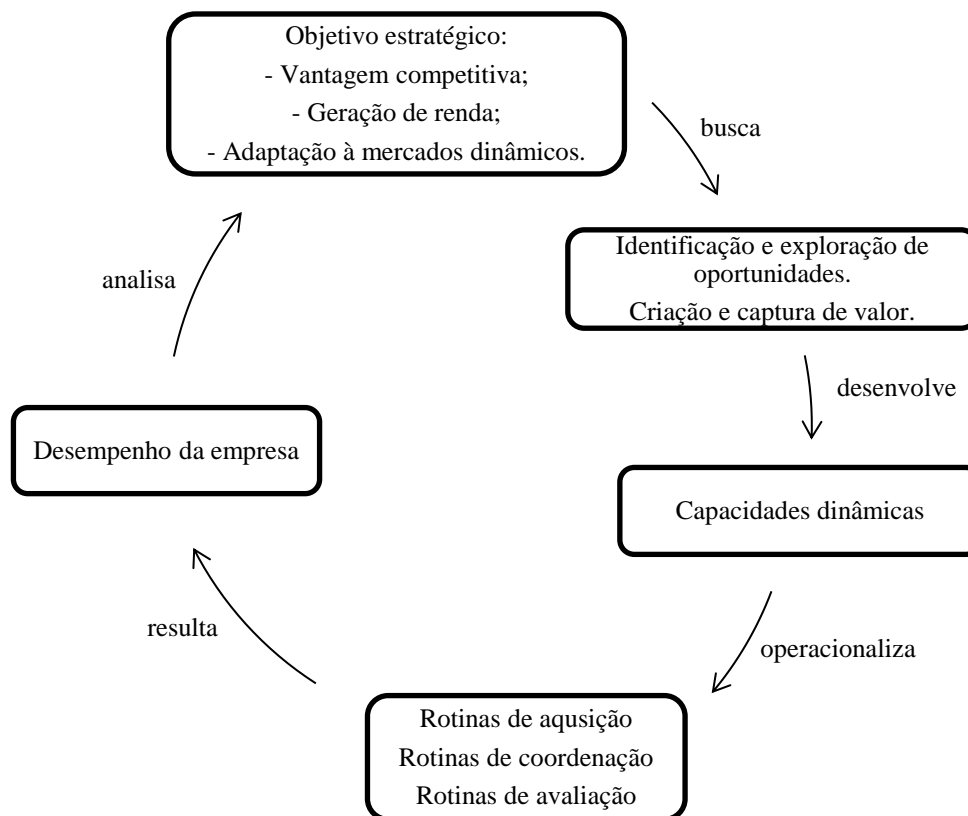 Objetivo estratégico:
- Vantagem competitiva;
- Geração de renda;
- Adaptação à mercados dinâmicos.
busca
Identificação e exploração de
oportunidades.
Criação e captura de valor.
desenvolve
Capacidades dinâmicas
operacionaliza
Rotinas de aqusição
Rotinas de coordenação
Rotinas de avaliação
resulta
Desempenho da empresa
analisa